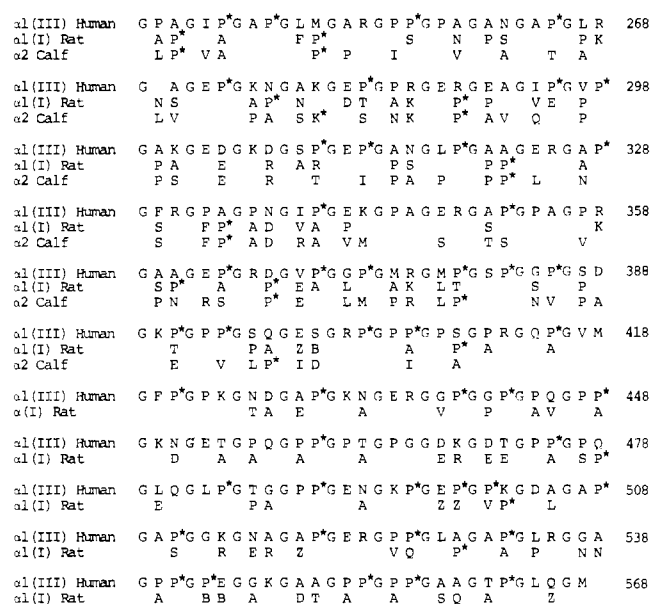 α1(III) Human G P A G I P*G A P*G L M G A R G P P*G P A G A N G A P*G L R 268
α1(I) Rat A P* A F P* S N P S P K
α2 Calf L P* V A P* P I V A T A
α1(III) Human G A G E P*G K N G A K G E P*G P R G E R G E A G I P*G V P* 298
α1(I) Rat N S A P* N D T A K P* P V E P
α2 Calf L V P A S K* S N K P* A V Q P
α1(III) Human G A K G E D G K D G S P*G E P*G A N G L P*G A A G E R G A P* 328
α1(I) Rat P A E R A R P S P P* A
α2 Calf P S E R T I P A P P P* L N
α1(III) Human G F R G P A G P N G I P*G E K G P A G E R G A P*G P A G P R 358
α1(I) Rat S F P* A D V A P S K
α2 Calf S F P* A D R A V M S T S V
α1(III) Human G A A G E P*G R D G V P*G G P*G M R G M P*G S P*G G P*G S D 388
α1(I) Rat S P* A P* E A L A K L T S P
α2 Calf P N R S P* E L M P R L P* N V P A
α1(III) Human G K P*G P P*G S Q G E S G R P*G P P*G P S G P R G Q P*G V M 418
α1(I) Rat T P A Z B A P* A A
α2 Calf E V L P* I D I A
α1(III) Human G F P*G P K G N D G A P*G K N G E R G G P*G G P*G P Q G P P* 448
α(I) Rat T A E A V P A V A
α1(III) Human G K N G E T G P Q G P P*G P T G P G G D K G D T G P P*G P Q 478
α1(I) Rat D A A A A E R E E A S P*
α1(III) Human G L Q G L P*G T G G P P*G E N G K P*G E P*G P*K G D A G A P* 508
α1(I) Rat E P A A Z Z V P* L
α1(III) Human G A P*G G K G N A G A P*G E R G P P*G L A G A P*G L R G G A 538
α1(I) Rat S R E R Z V Q P* A P N N
α1(III) Human G P P*G P*E G G K G A A G P P*G P P*G A A G T P*G L Q G M 568
α1(I) Rat A B B A D T A A S Q A Z